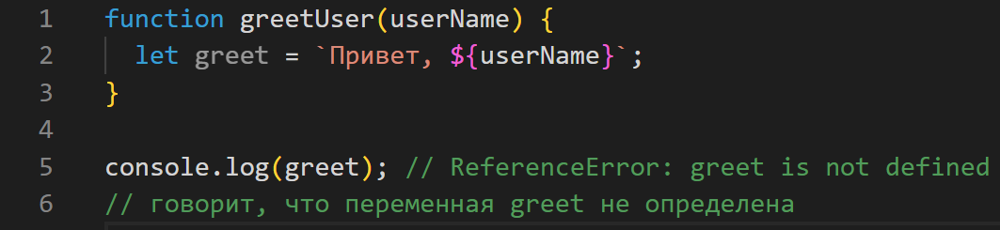 1 function greetUser(userName) {
2 let greet = `Привет, ${userName}`;
3 }
4
5 console.log(greet); // ReferenceError: greet is not defined
6 // говорит, что переменная greet не определена